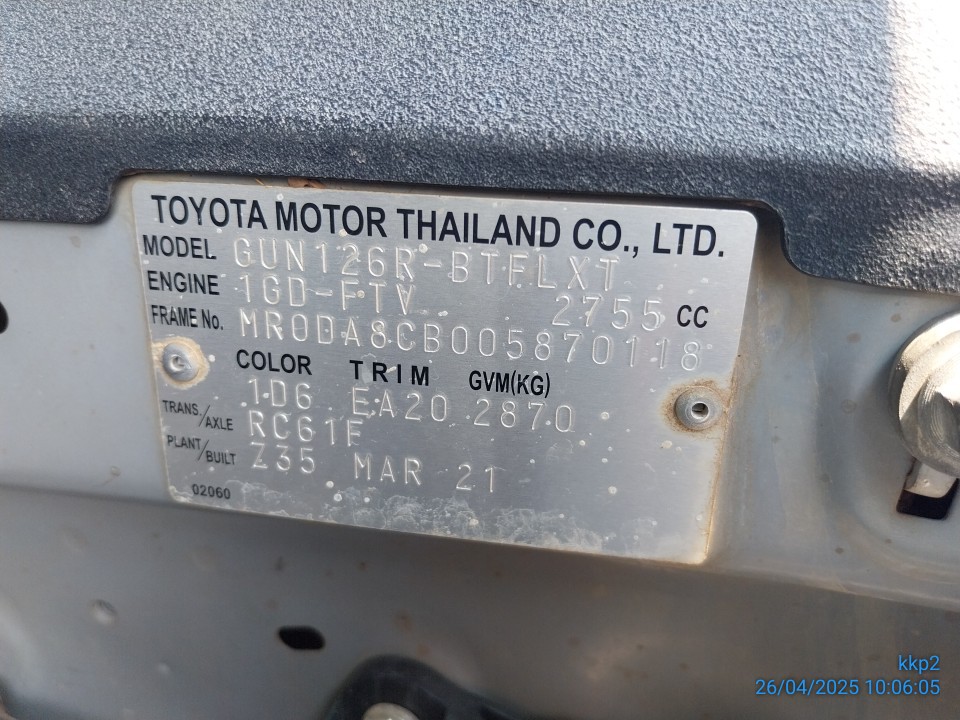 TOYOTA MOTOR THAILAND CO., LTD.
MODEL GUN126R-BTFLXT
ENGINE 1GD-FTV 2755 CC
FRAME No. MR0DA8CB005870118
COLOR TRIM GVM(KG)
1D6 EA20 2870
TRANS./AXLE RC61F
PLANT/BUILT Z35 MAR 21
02060
kkp2
26/04/2025 10:06:05